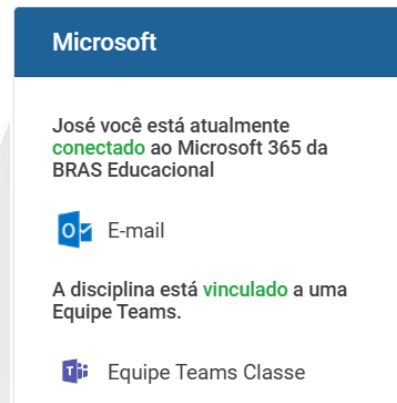 Microsoft
José você está atualmente
conectado ao Microsoft 365 da
BRAS Educacional
E-mail
A disciplina está vinculado a uma
Equipe Teams.
Equipe Teams Classe